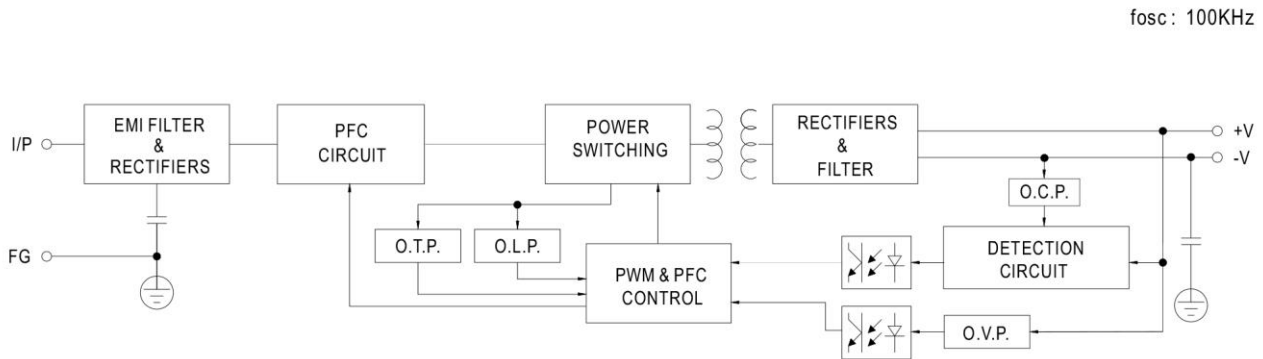 fosc : 100KHz
I/P
EMI FILTER
&
RECTIFIERS
PFC
CIRCUIT
POWER
SWITCHING
RECTIFIERS
&
FILTER
+V
-V
O.C.P.
FG
O.T.P.
O.L.P.
PWM & PFC
CONTROL
DETECTION
CIRCUIT
O.V.P.